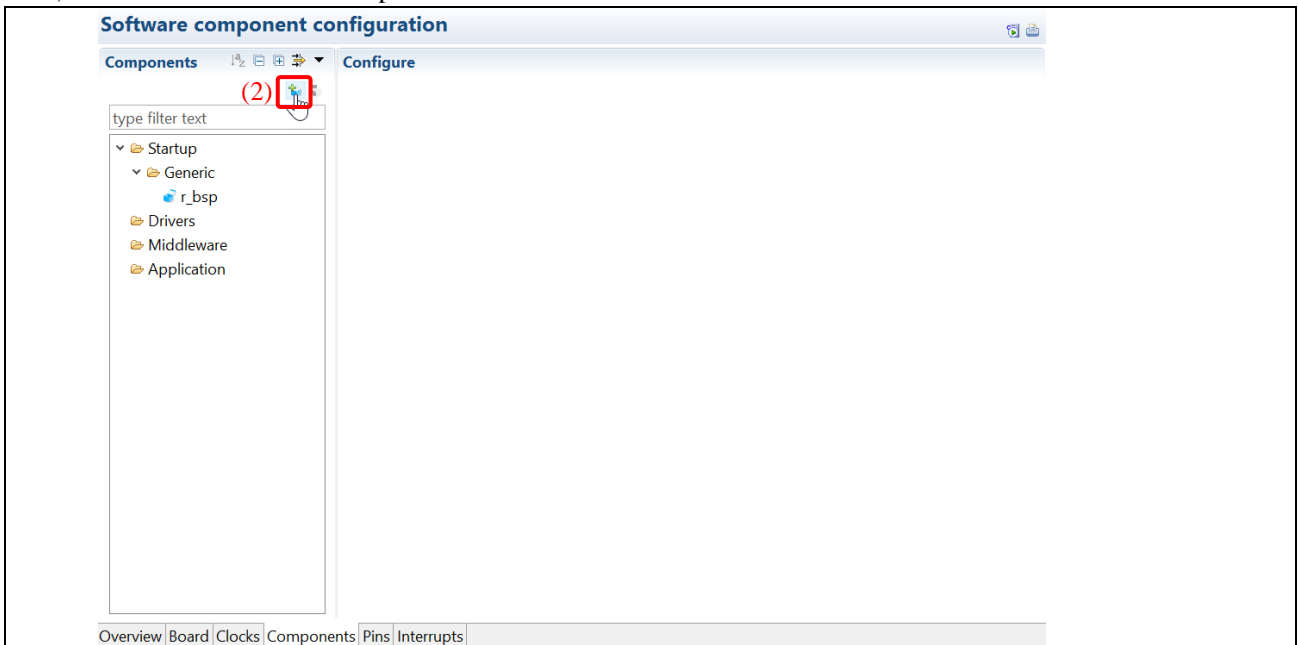 Software component configuration
Components
Configure
(2)
type filter text
Startup
Generic
r_bsp
Drivers
Middleware
Application
Overview Board Clocks Components Pins Interrupts